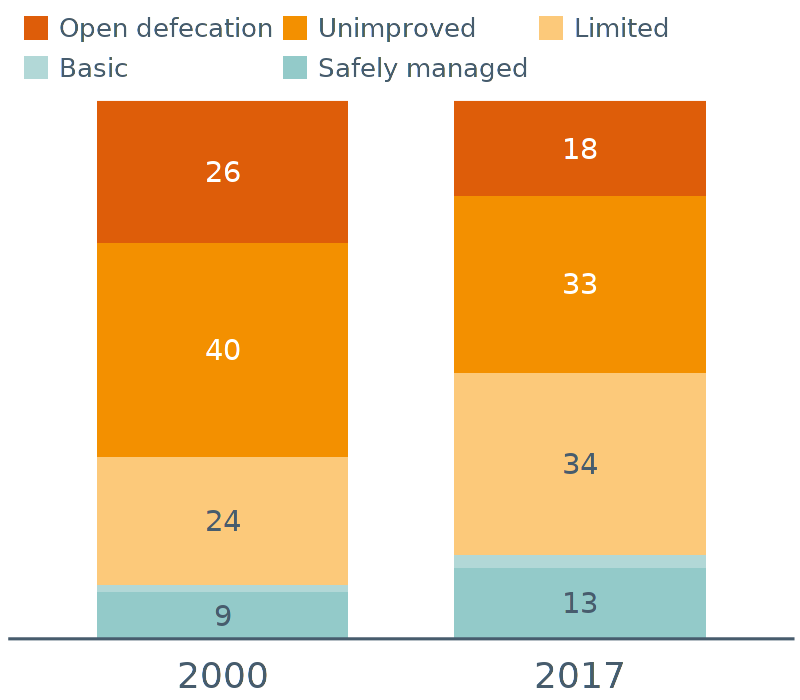 Open defecation Unimproved Limited
Basic Safely managed
26 18
40 33
24 34
9 13
2000 2017